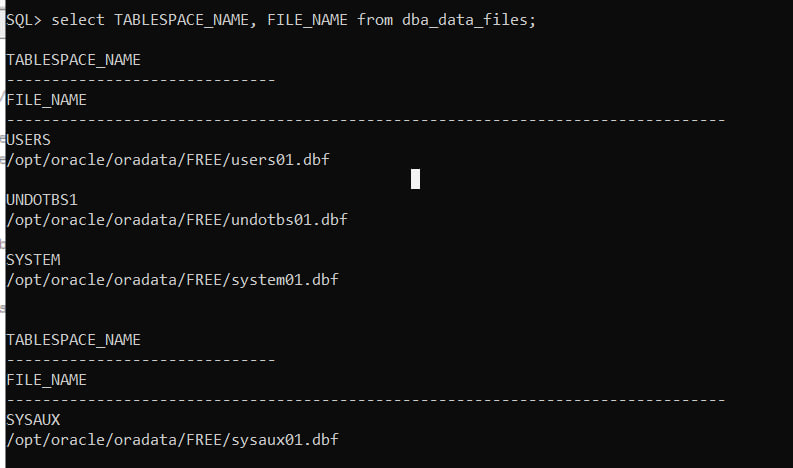 SQL> select TABLESPACE_NAME, FILE_NAME from dba_data_files;
TABLESPACE_NAME
------------------------------
FILE_NAME
--------------------------------------------------------------------------------
USERS
/opt/oracle/oradata/FREE/users01.dbf
UNDOTBS1
/opt/oracle/oradata/FREE/undotbs01.dbf
SYSTEM
/opt/oracle/oradata/FREE/system01.dbf
TABLESPACE_NAME
------------------------------
FILE_NAME
--------------------------------------------------------------------------------
SYSAUX
/opt/oracle/oradata/FREE/sysaux01.dbf